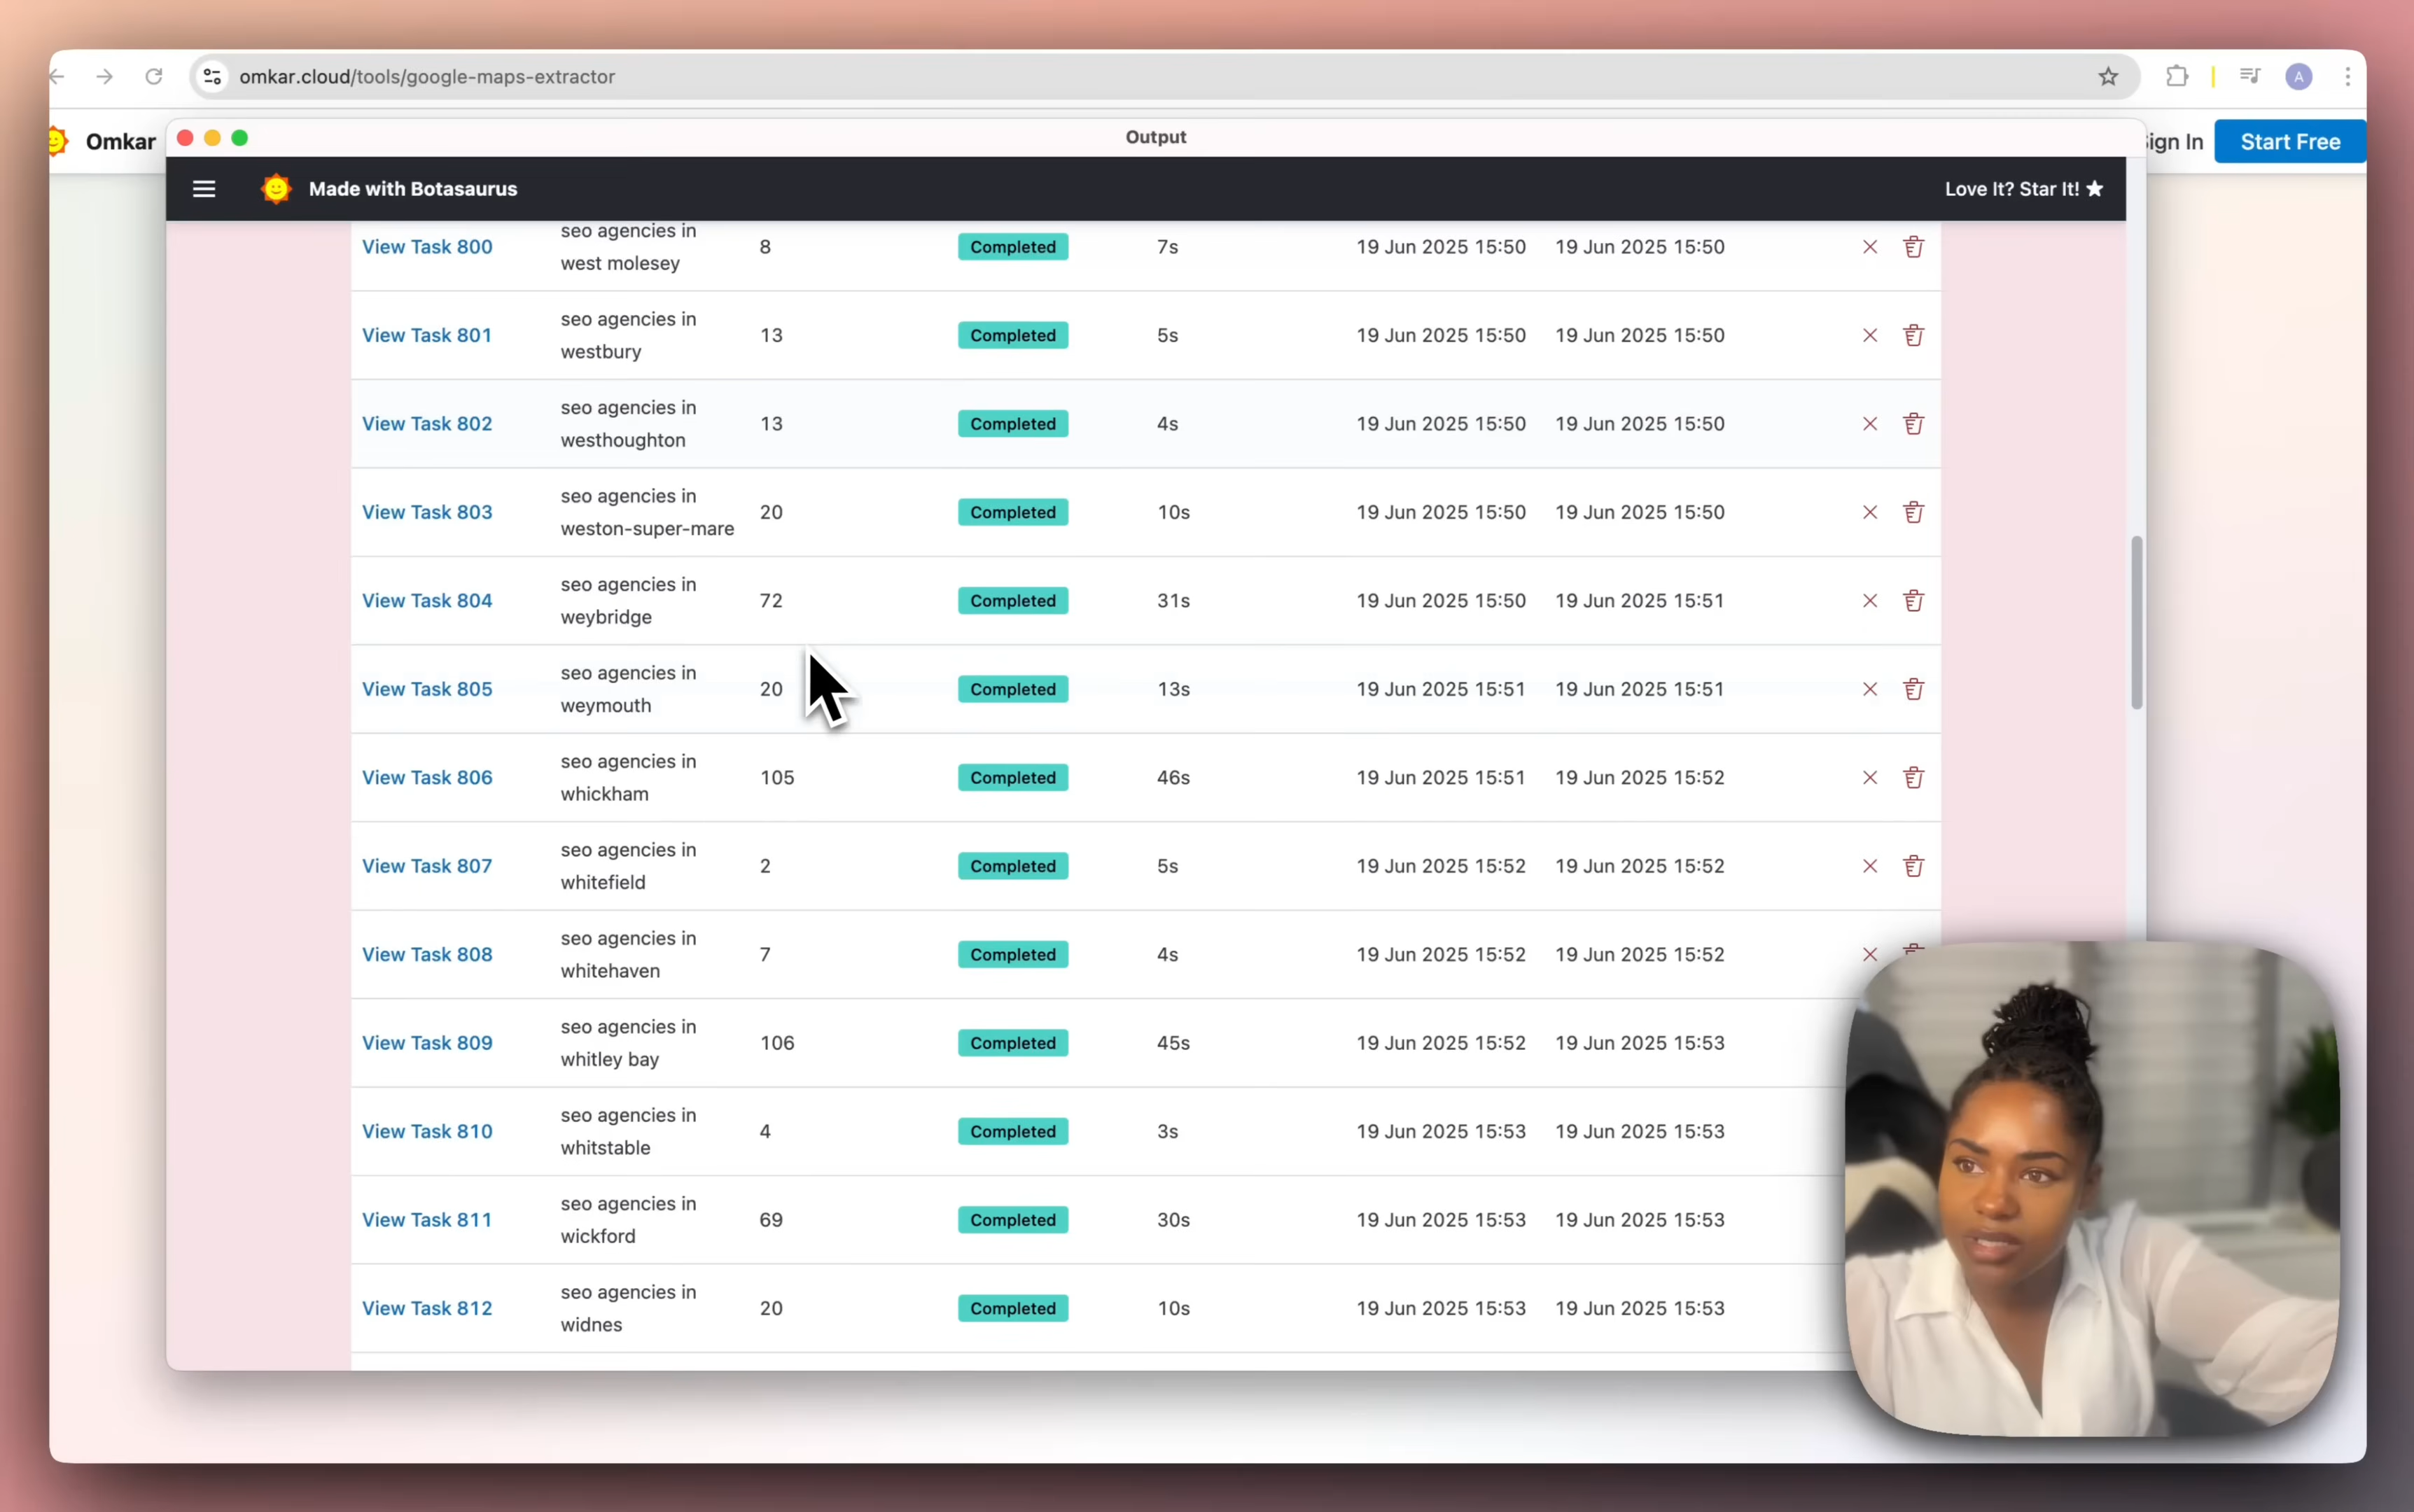 omkar.cloud/tools/google-maps-extractor
A
Omkar
Output
ign In
Start Free
Made with Botasaurus
Love It? Star It!
View Task 800
seo agencies in
west molesey
8
Completed
7s
19 Jun 2025 15:50
19 Jun 2025 15:50
View Task 801
seo agencies in
westbury
13
Completed
5s
19 Jun 2025 15:50
19 Jun 2025 15:50
View Task 802
seo agencies in
westhoughton
13
Completed
4s
19 Jun 2025 15:50
19 Jun 2025 15:50
View Task 803
seo agencies in
weston-super-mare
20
Completed
10s
19 Jun 2025 15:50
19 Jun 2025 15:50
View Task 804
seo agencies in
weybridge
72
Completed
31s
19 Jun 2025 15:50
19 Jun 2025 15:51
View Task 805
seo agencies in
weymouth
20
Completed
13s
19 Jun 2025 15:51
19 Jun 2025 15:51
View Task 806
seo agencies in
whickham
105
Completed
46s
19 Jun 2025 15:51
19 Jun 2025 15:52
View Task 807
seo agencies in
whitefield
2
Completed
5s
19 Jun 2025 15:52
19 Jun 2025 15:52
View Task 808
seo agencies in
whitehaven
7
Completed
4s
19 Jun 2025 15:52
19 Jun 2025 15:52
View Task 809
seo agencies in
whitley bay
106
Completed
45s
19 Jun 2025 15:52
19 Jun 2025 15:53
View Task 810
seo agencies in
whitstable
4
Completed
3s
19 Jun 2025 15:53
19 Jun 2025 15:53
View Task 811
seo agencies in
wickford
69
Completed
30s
19 Jun 2025 15:53
19 Jun 2025 15:53
View Task 812
seo agencies in
widnes
20
Completed
10s
19 Jun 2025 15:53
19 Jun 2025 15:53